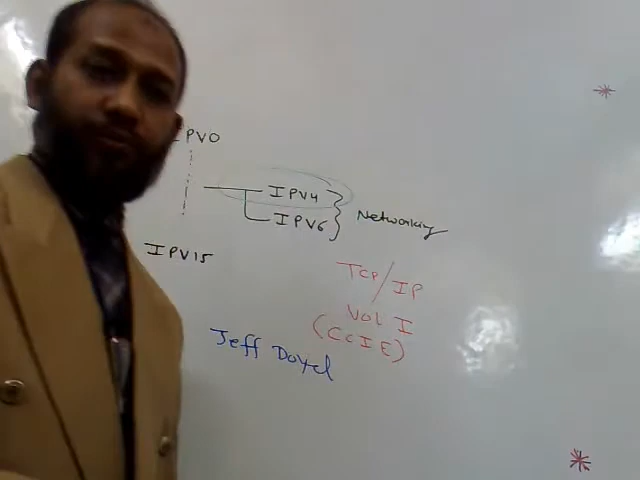 IPV0
IPV4
IPV6
Networking
IPV15
TCP/IP
Vol I
(CCIE)
Jeff Doyel